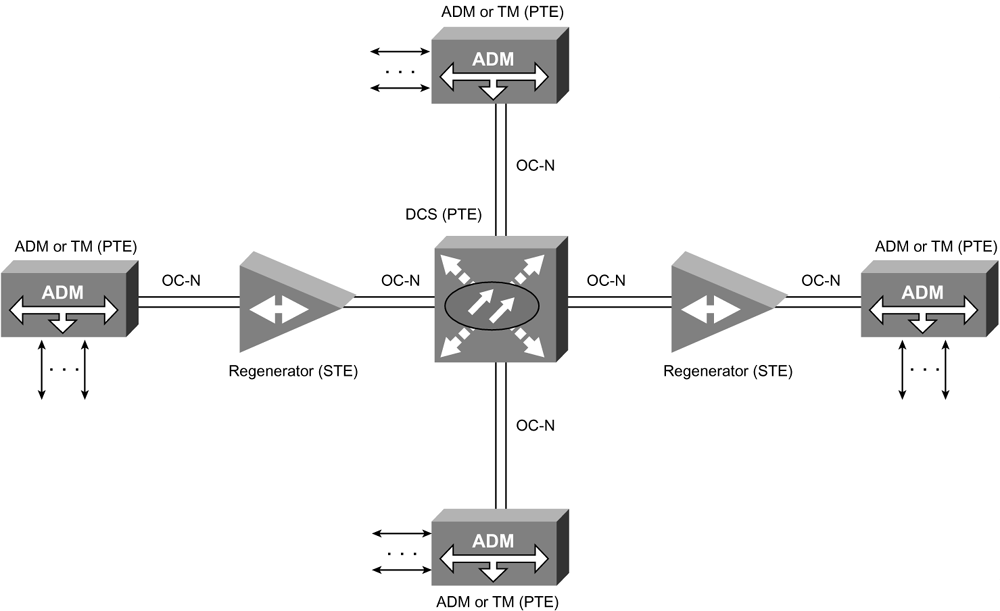 ADM or TM (PTE)
ADM
. . .
OC-N
DCS (PTE)
ADM or TM (PTE)
ADM
. . .
OC-N
Regenerator (STE)
OC-N
OC-N
Regenerator (STE)
OC-N
ADM or TM (PTE)
ADM
. . .
OC-N
ADM
. . .
ADM or TM (PTE)